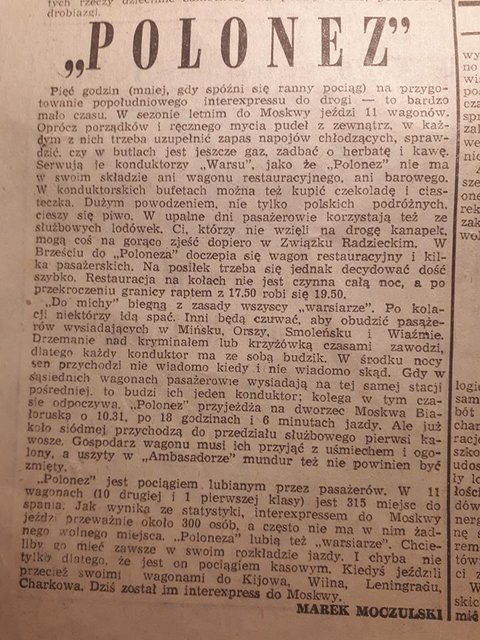 tych rzeczy
drobiazgi.
„POLONEZ”
Pięć godzin (mniej, gdy spóźni się ranny pociąg) na przygo-
towanie popołudniowego interexpressu do drogi — to bardzo
mało czasu. W sezonie letnim do Moskwy jeździ 11 wagonów.
Oprócz porządków i ręcznego mycia pudeł z zewnątrz, w każ-
dym z nich trzeba uzupełnić zapas napojów chłodzących, spraw-
dzić, czy w butlach jest jeszcze gaz, zadbać o herbatę i kawę.
Serwują je konduktorzy „Warsu”, jako że „Polonez” nie ma
w swoim składzie ani wagonu restauracyjnego, ani barowego.
W konduktorskich bufetach można też kupić czekoladę i cias-
teczka. Dużym powodzeniem, nie tylko polskich podróżnych,
cieszy się piwo. W upalne dni pasażerowie korzystają też ze
służbowych lodówek. Ci, którzy nie wzięli na drogę kanapek,
mogą coś na gorąco zjeść dopiero w Związku Radzieckim. W
Brześciu do „Poloneza” doczepia się wagon restauracyjny i kil-
ka pasażerskich. Na posiłek trzeba się jednak decydować dość
szybko. Restauracja na kołach nie jest czynna całą noc, a po
przekroczeniu granicy raptem z 17.50 robi się 19.50.
„Do michy” biegną z zasady wszyscy „warsiarze”. Po kola-
cji niektórzy idą spać. Inni będą czuwać, aby obudzić pasaże-
rów wysiadających w Mińsku, Orszy, Smoleńsku i Wiaźmie.
Drzemanie nad kryminałem lub krzyżówką czasami zawodzi,
dlatego każdy konduktor ma ze sobą budzik. W środku nocy
sen przychodzi nie wiadomo kiedy i nie wiadomo skąd. Gdy w
sąsiednich wagonach pasażerowie wysiadają na tej samej stacji
pośredniej, to budzi ich jeden konduktor; kolega w tym cza-
sie odpoczywa. „Polonez” przyjeżdża na dworzec Moskwa Bia-
łoruska o 10.31, po 18 godzinach i 6 minutach jazdy. Ale już
koło siódmej przychodzą do przedziału służbowego pierwsi ka-
wosze. Gospodarz wagonu musi ich przyjąć z uśmiechem i ogo-
lony, a uszyty w „Ambasadorze” mundur też nie powinien być
zmięty.
„Polonez” jest pociągiem lubianym przez pasażerów. W 11
wagonach (10 drugiej i 1 pierwszej klasy) jest 315 miejsc do
spania. Jak wynika ze statystyki, interexpressem do Moskwy
jeździ przeważnie około 300 osób, a często nie ma w nim żad-
nego wolnego miejsca. „Poloneza” lubią też „warsiarze”. Chcie-
liby go mieć zawsze w swoim rozkładzie jazdy. I chyba nie
tylko dlatego, że jest on pociągiem kasowym. Kiedyś jeździli
przecież swoimi wagonami do Kijowa, Wilna, Leningradu,
Charkowa. Dziś został im interexpress do Moskwy.
MAREK MOCZULSKI